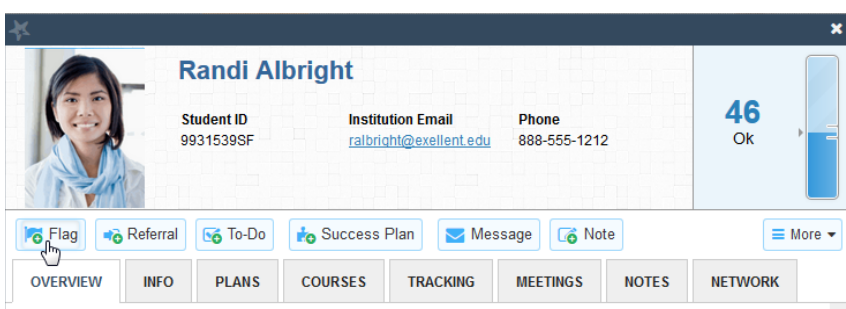 Randi Albright
Student ID Institution Email Phone
9931539SF ralbright@exellent.edu 888-555-1212
46
Ok
Flag Referral To-Do Success Plan Message Note More
OVERVIEW INFO PLANS COURSES TRACKING MEETINGS NOTES NETWORK